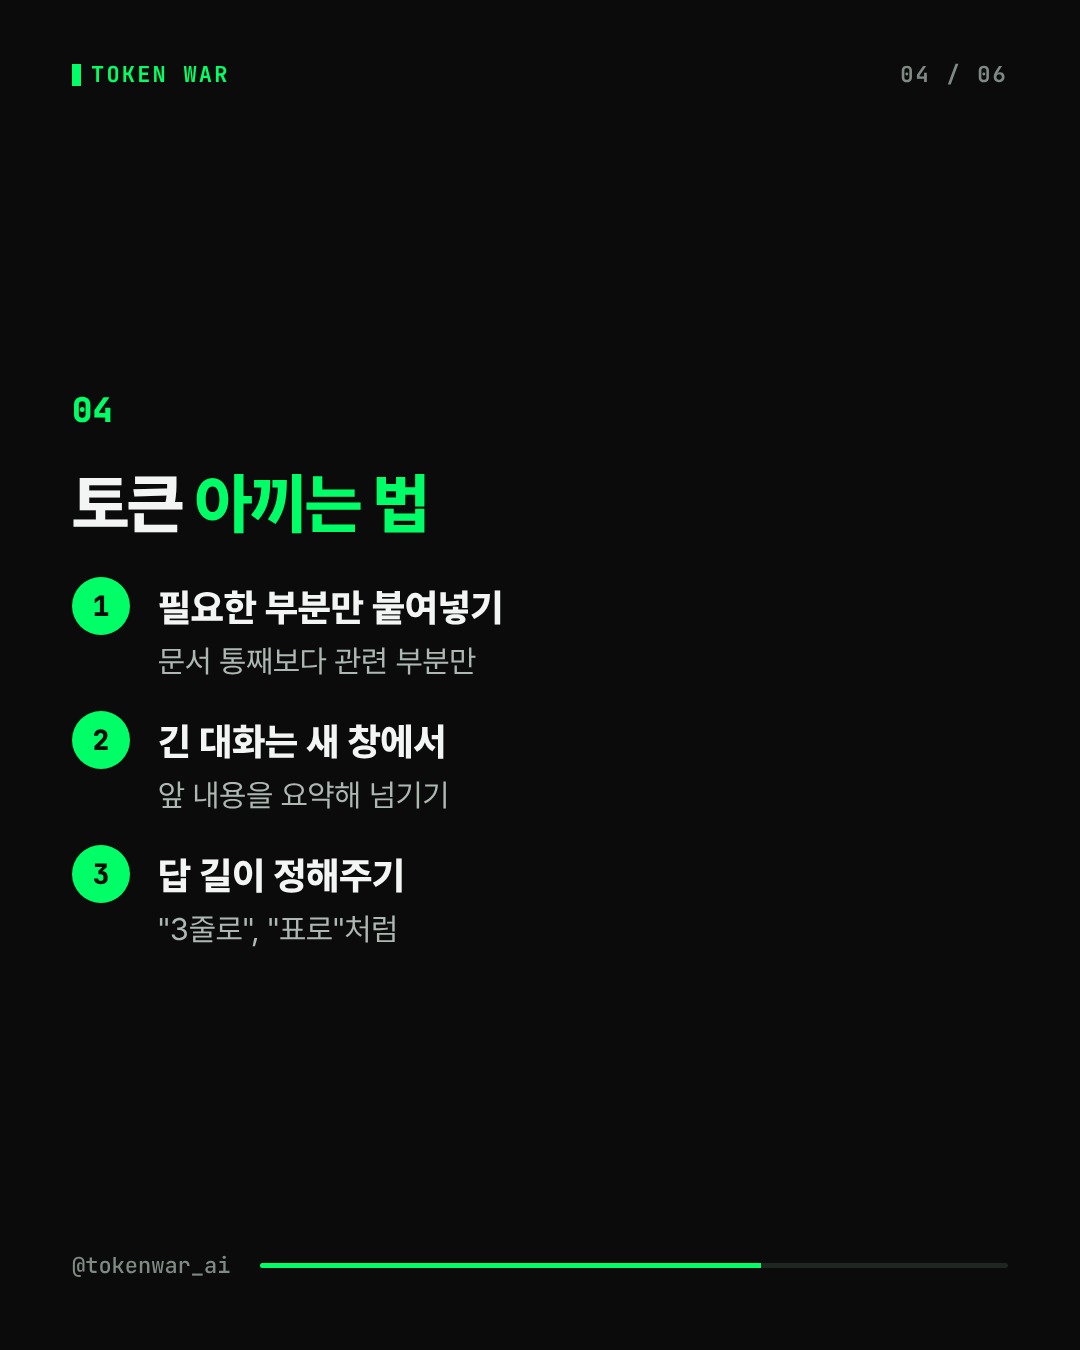 TOKEN WAR
04 / 06
04
토큰 아끼는 법
1
필요한 부분만 붙여넣기
문서 통째보다 관련 부분만
2
긴 대화는 새 창에서
앞 내용을 요약해 넘기기
3
답 길이 정해주기
"3줄로", "표로"처럼
@tokenwar_ai